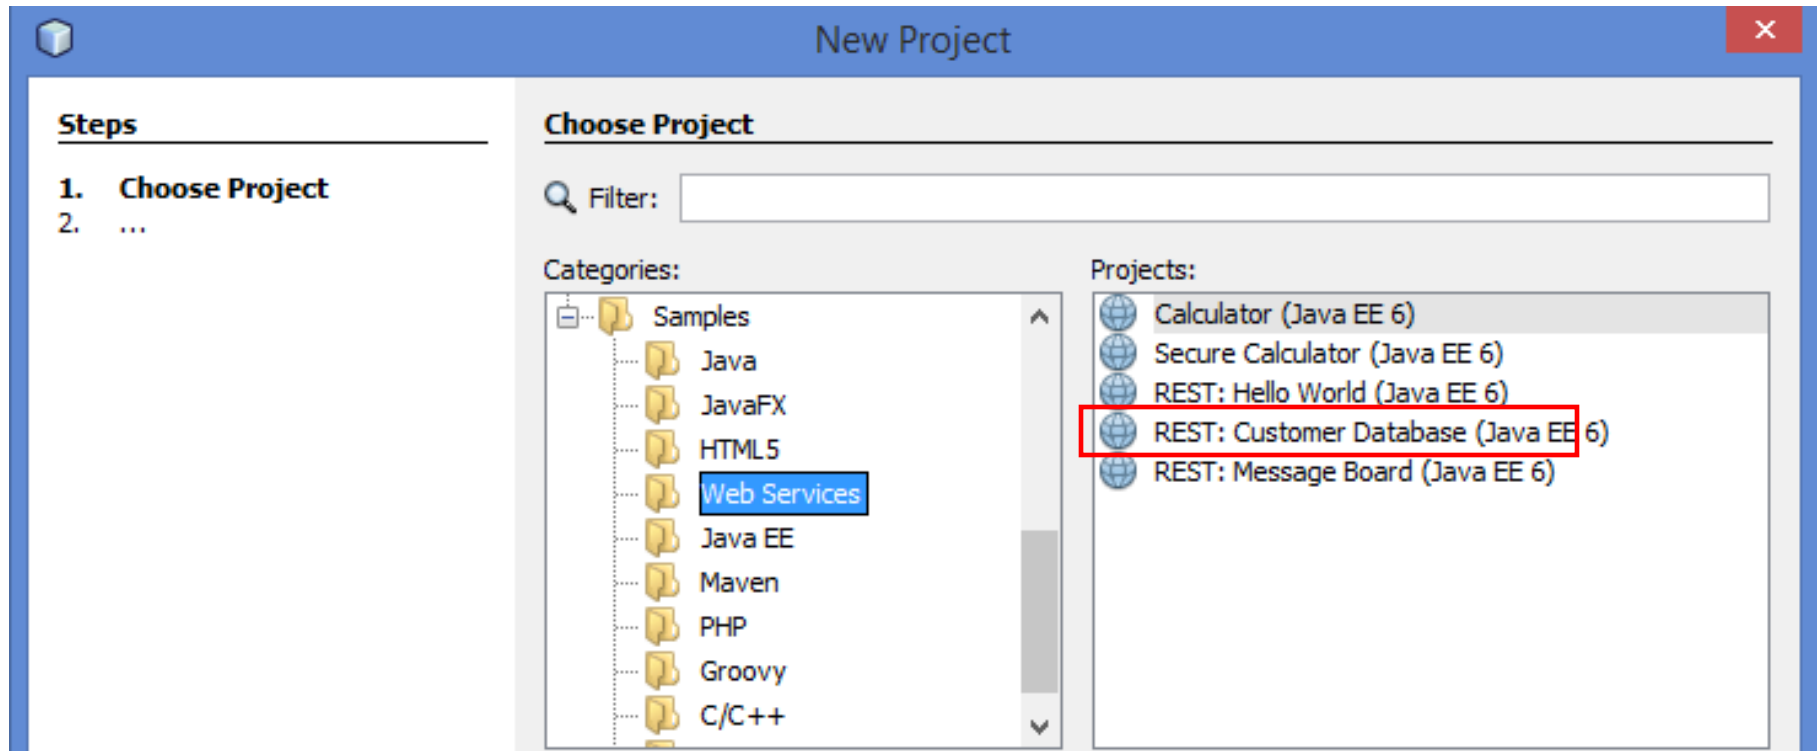 New Project
Steps
1. Choose Project
2. ...
Choose Project
Filter:
Categories:
Samples
Java
JavaFX
HTML5
Web Services
Java EE
Maven
PHP
Groovy
C/C++
Projects:
Calculator (Java EE 6)
Secure Calculator (Java EE 6)
REST: Hello World (Java EE 6)
REST: Customer Database (Java EE 6)
REST: Message Board (Java EE 6)